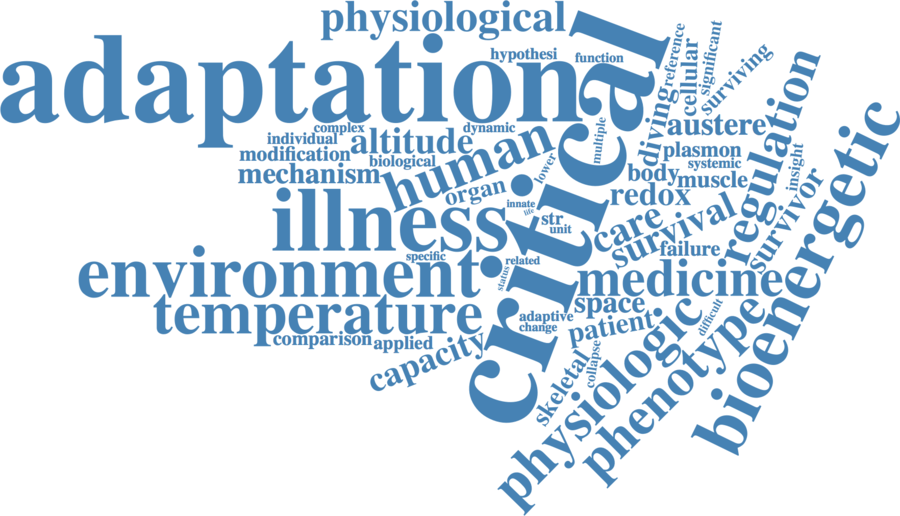 physiological
adaptation
critical
hypothesi
function
reference
significant
cellular
surviving
diving
complex
dynamic
individual
altitude
multiple
austere
regulation
modification
biological
human
lower
plasmon
systemic
insight
mechanism
organ
body
muscle
bioenergetic
illness
innate
life
redox
survivor
str
unit
care
survival
failure
environment
specific
related
status
medicine
temperature
space
adaptive
change
patient
difficult
comparison
applied
capacity
physiologic
phenotype
skeletal
collapse